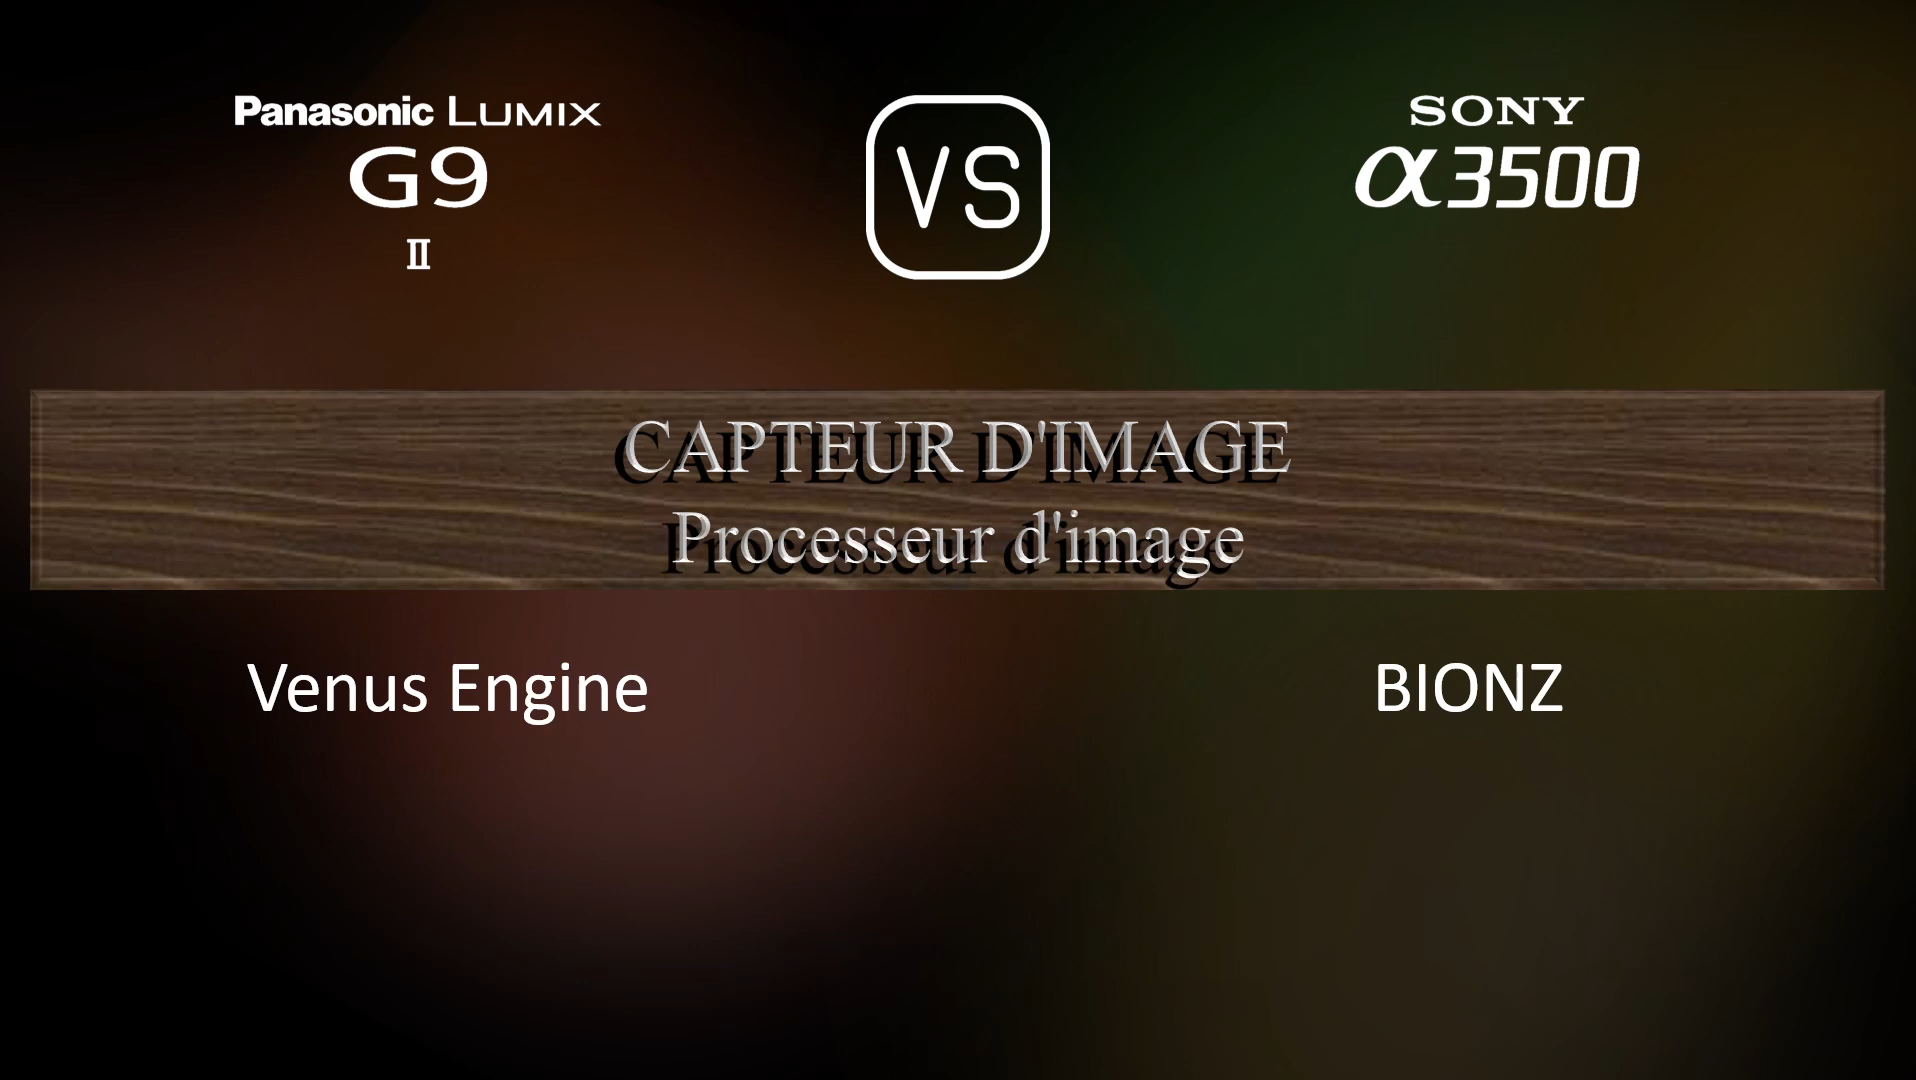 Panasonic LUMIX
G9
II
VS
SONY
α3500
CAPTEUR D'IMAGE
Processeur d'image
Venus Engine
BIONZ